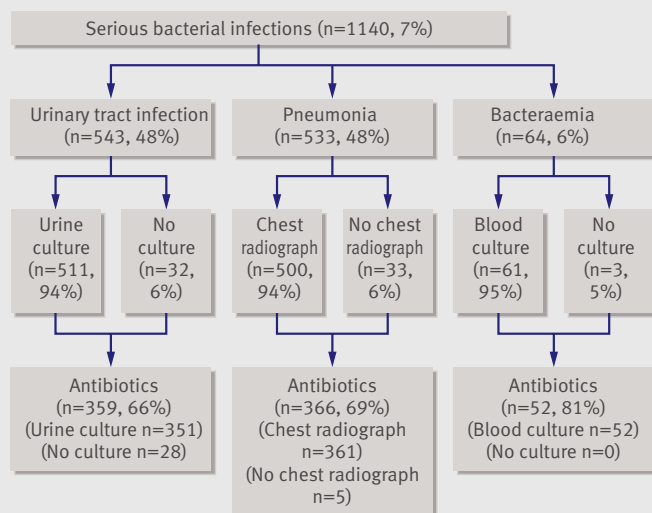 Serious bacterial infections (n=1140, 7%)
Urinary tract infection
(n=543, 48%)
Pneumonia
(n=533, 48%)
Bacteraemia
(n=64, 6%)
Urine
culture
(n=511,
94%)
No
culture
(n=32,
6%)
Chest
radiograph
(n=500,
94%)
No chest
radiograph
(n=33,
6%)
Blood
culture
(n=61,
95%)
No
culture
(n=3,
5%)
Antibiotics
(n=359, 66%)
(Urine culture n=351)
(No culture n=28)
Antibiotics
(n=366, 69%)
(Chest radiograph
n=361)
(No chest radiograph
n=5)
Antibiotics
(n=52, 81%)
(Blood culture n=52)
(No culture n=0)